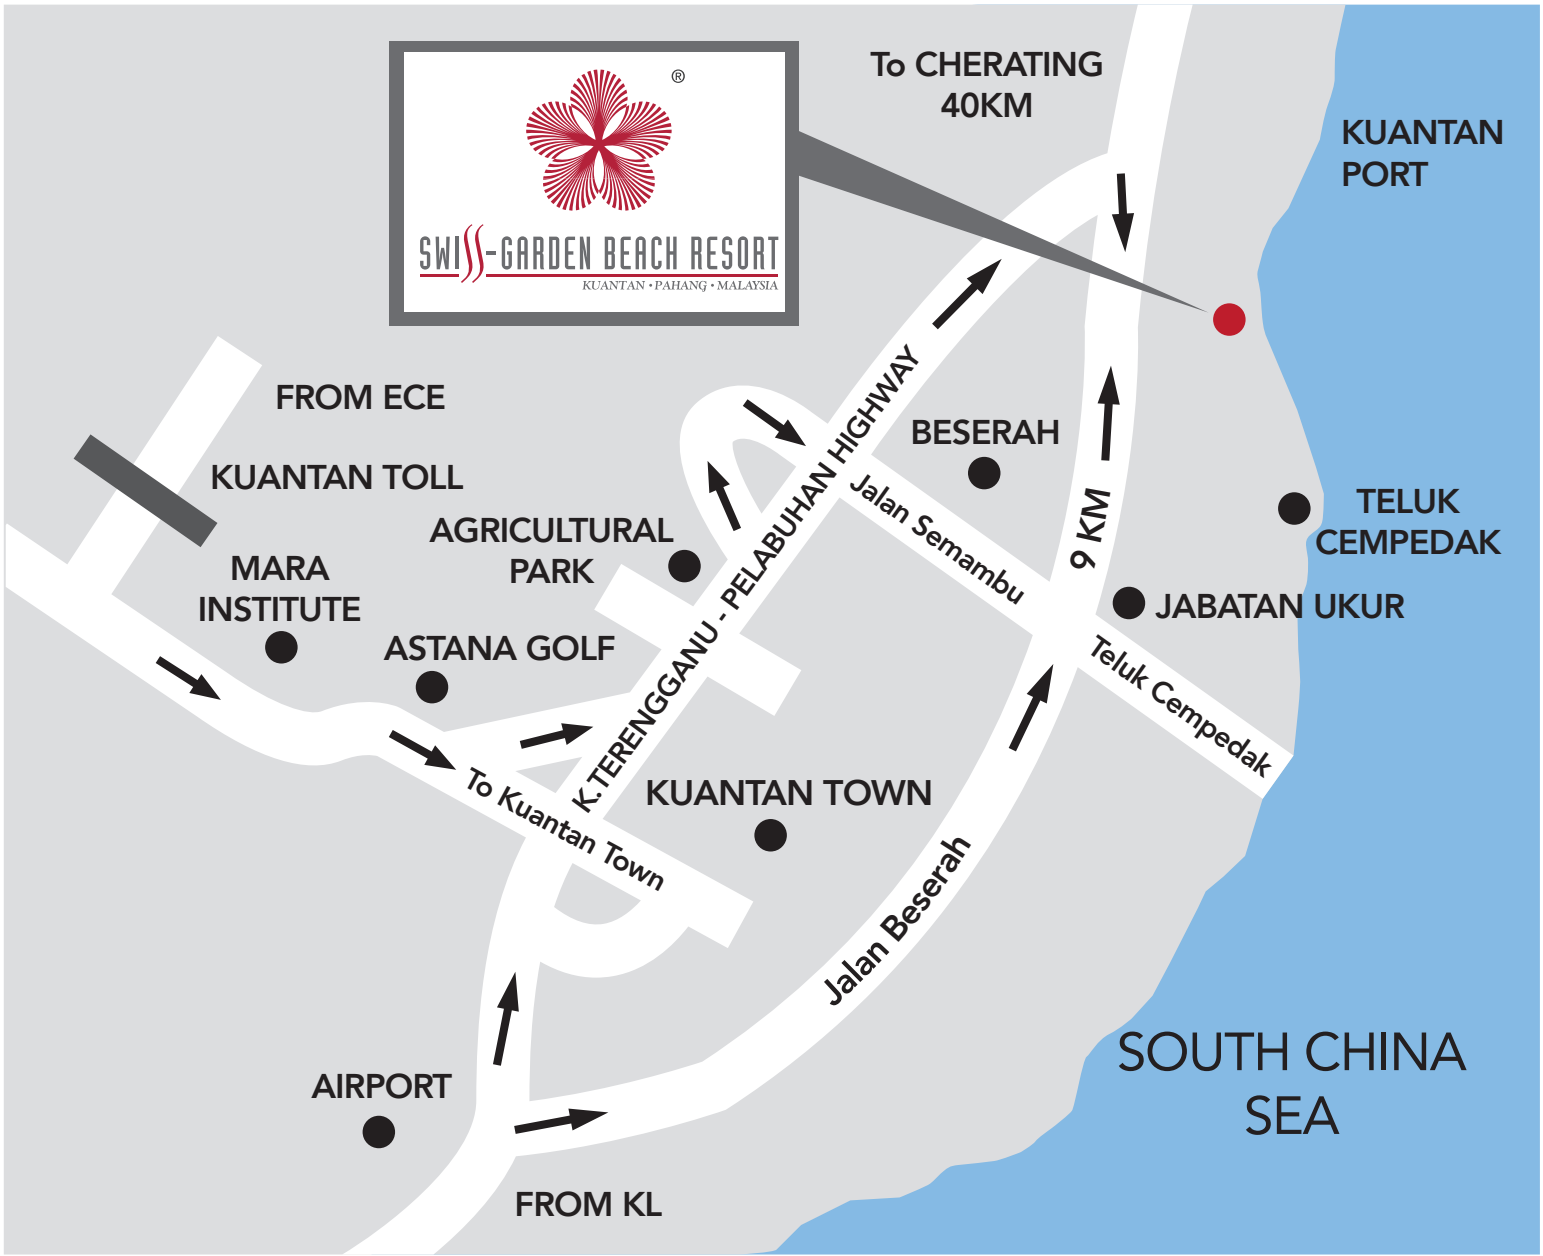 To CHERATING
40KM
KUANTAN
PORT
®
SWISS-GARDEN BEACH RESORT
KUANTAN • PAHANG • MALAYSIA
FROM ECE
KUANTAN TOLL
MARA
INSTITUTE
AGRICULTURAL
PARK
ASTANA GOLF
K.TERENGGANU - PELABUHAN HIGHWAY
BESERAH
Jalan Semambu
9 KM
TELUK
CEMPEDAK
JABATAN UKUR
Teluk Cempedak
To Kuantan Town
KUANTAN TOWN
Jalan Beserah
AIRPORT
FROM KL
SOUTH CHINA
SEA